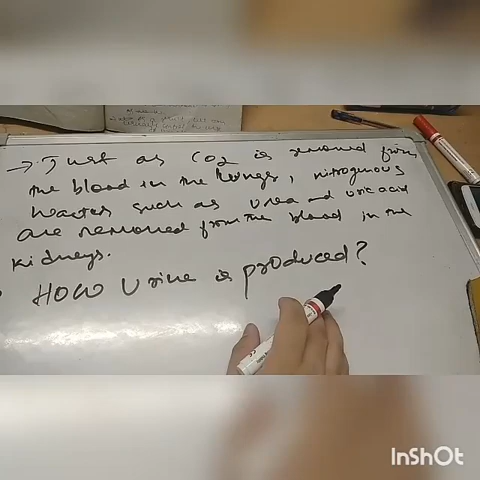 → Just as CO2 is removed from
the blood in the lungs, nitrogenous
wastes such as urea and uric acid
are removed from the blood in the
kidneys.
How Urine is produced?
InShOt